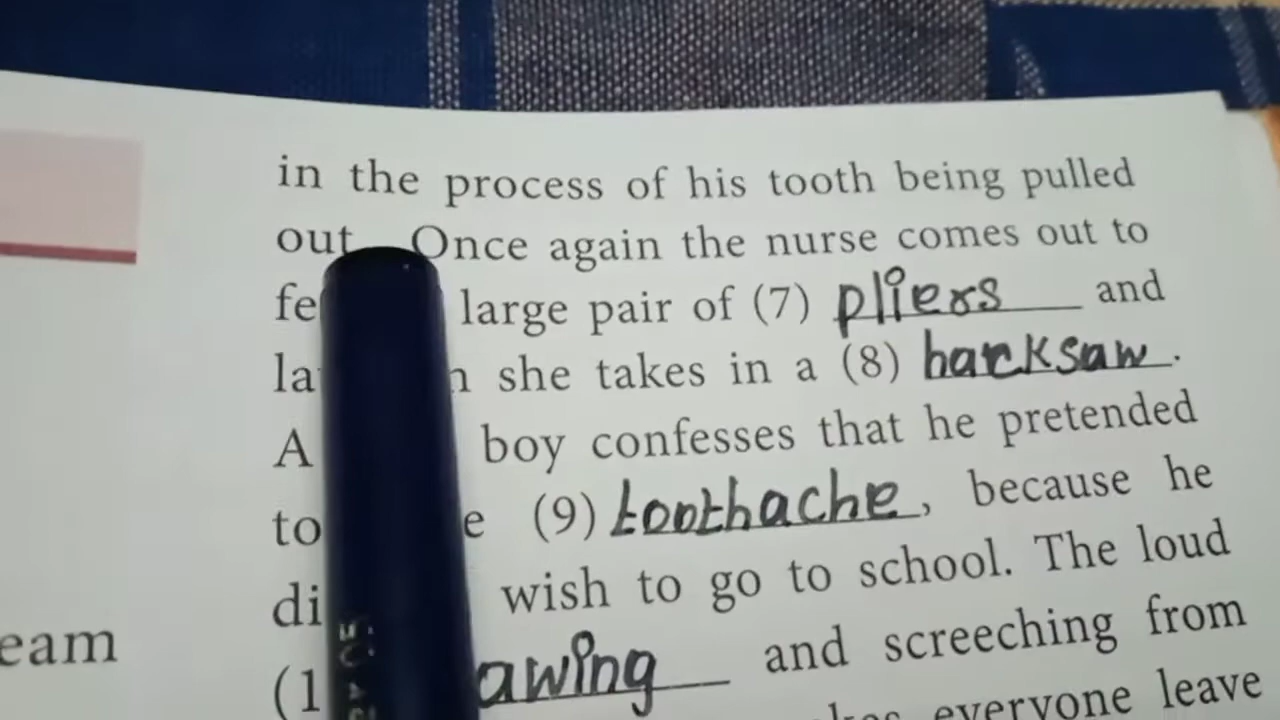 in the process of his tooth being pulled
out Once again the nurse comes out to
fe large pair of (7) pliers and
la n she takes in a (8) hacksaw.
A boy confesses that he pretended
to e (9) toothache, because he
di wish to go to school. The loud
(1 awing and screeching from
eam
everyone leave